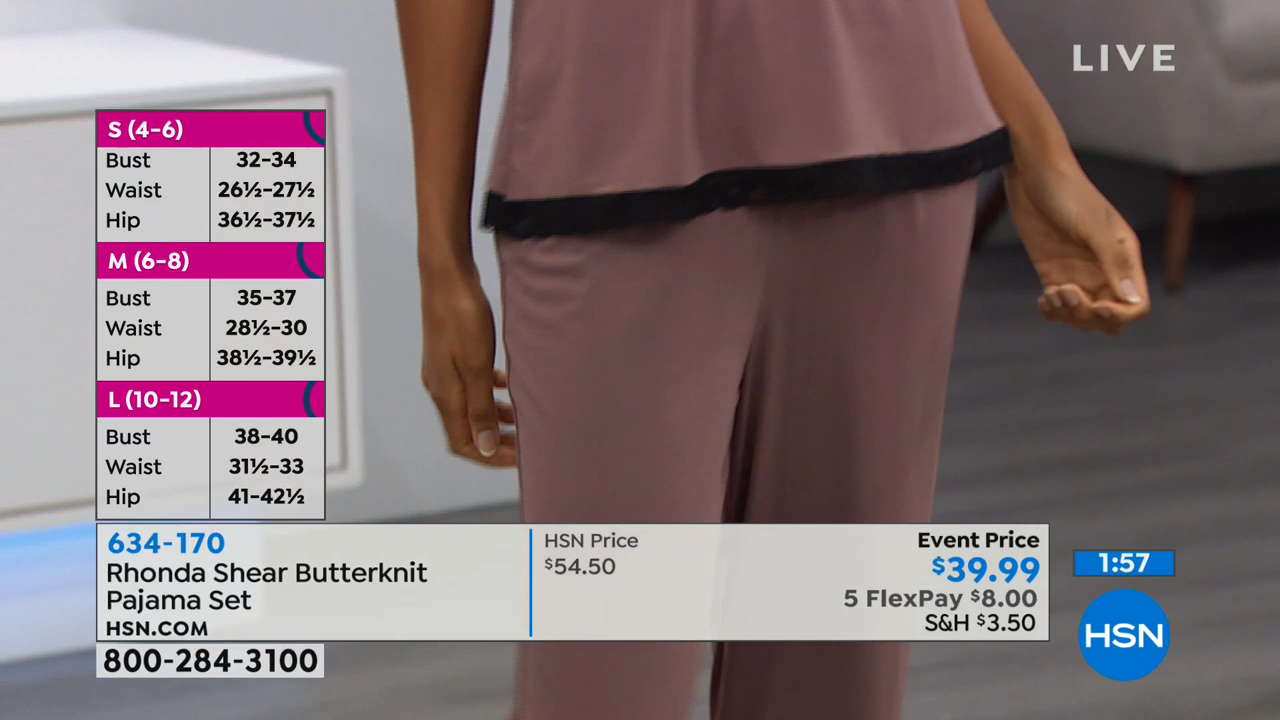 LIVE
S (4-6)
Bust 32-34
Waist 26½-27½
Hip 36½-37½
M (6-8)
Bust 35-37
Waist 28½-30
Hip 38½-39½
L (10-12)
Bust 38-40
Waist 31½-33
Hip 41-42½
634-170
Rhonda Shear Butterknit
Pajama Set
HSN.COM
HSN Price
$54.50
Event Price
$39.99
5 FlexPay $8.00
S&H $3.50
1:57
HSN
800-284-3100